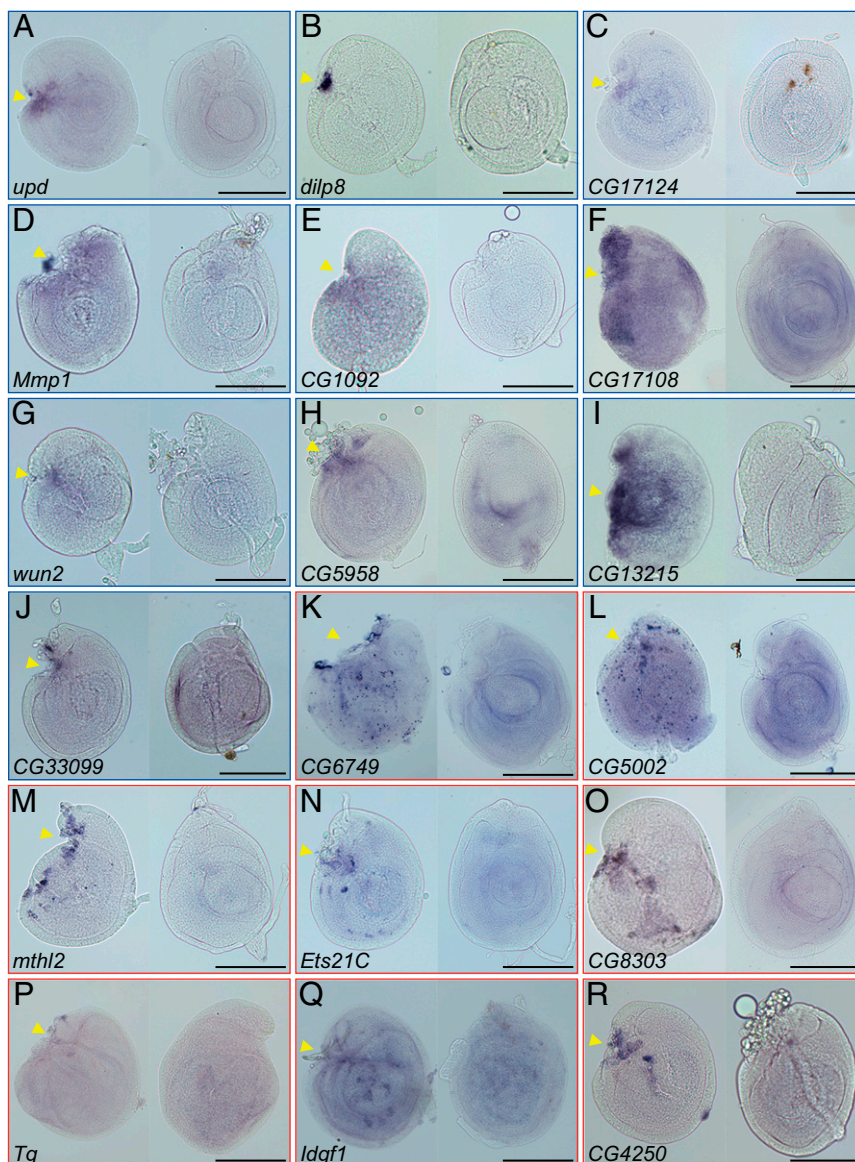 A
upd
B
dilp8
C
CG17124
D
Mmp1
E
CG1092
F
CG17108
G
wun2
H
CG5958
I
CG13215
J
CG33099
K
CG6749
L
CG5002
M
mthl2
N
Ets21C
O
CG8303
P
Tg
Q
Idgf1
R
CG4250